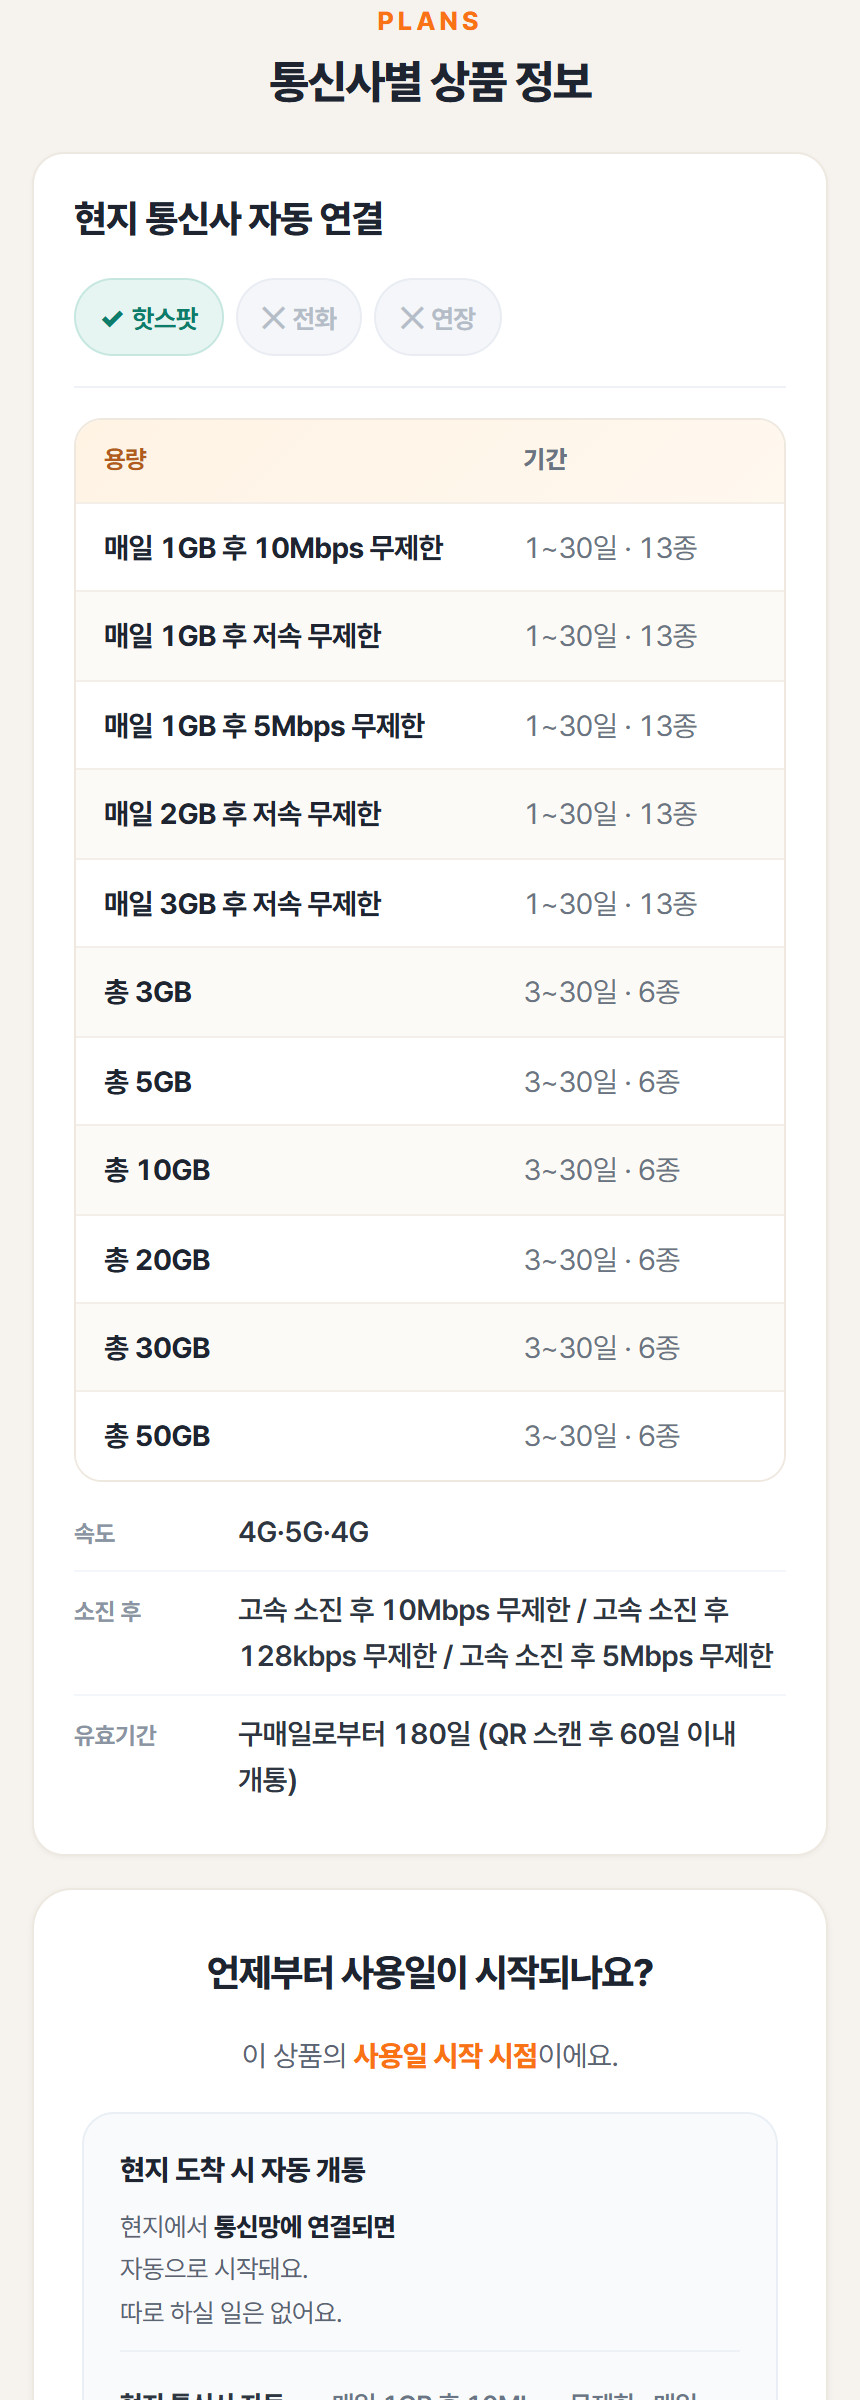 PLANS
통신사별 상품 정보
현지 통신사 자동 연결
✓ 핫스팟 ✕ 전화 ✕ 연장
용량 기간
매일 1GB 후 10Mbps 무제한 1~30일 · 13종
매일 1GB 후 저속 무제한 1~30일 · 13종
매일 1GB 후 5Mbps 무제한 1~30일 · 13종
매일 2GB 후 저속 무제한 1~30일 · 13종
매일 3GB 후 저속 무제한 1~30일 · 13종
총 3GB 3~30일 · 6종
총 5GB 3~30일 · 6종
총 10GB 3~30일 · 6종
총 20GB 3~30일 · 6종
총 30GB 3~30일 · 6종
총 50GB 3~30일 · 6종
속도 4G·5G·4G
소진 후 고속 소진 후 10Mbps 무제한 / 고속 소진 후
128kbps 무제한 / 고속 소진 후 5Mbps 무제한
유효기간 구매일로부터 180일 (QR 스캔 후 60일 이내
개통)
언제부터 사용일이 시작되나요?
이 상품의 사용일 시작 시점이에요.
현지 도착 시 자동 개통
현지에서 통신망에 연결되면
자동으로 시작돼요.
따로 하실 일은 없어요.